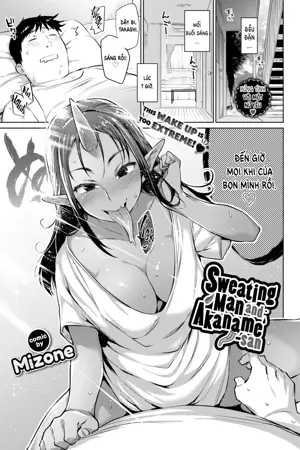 ĐỀU
ĐẶN...
MỖI
BUỔI SÁNG
LÚC
7 GIỜ.
DẬY ĐI,
TAKASHI.
SÁNG RỒI!
THIS WAKE UP IS
TOO EXTREME!
ĐẾN GIỜ
MỌI KHI CỦA
BỌN MÌNH RỒI.
Sweating
Man and
Akaname
-san
comic
by
Mizone